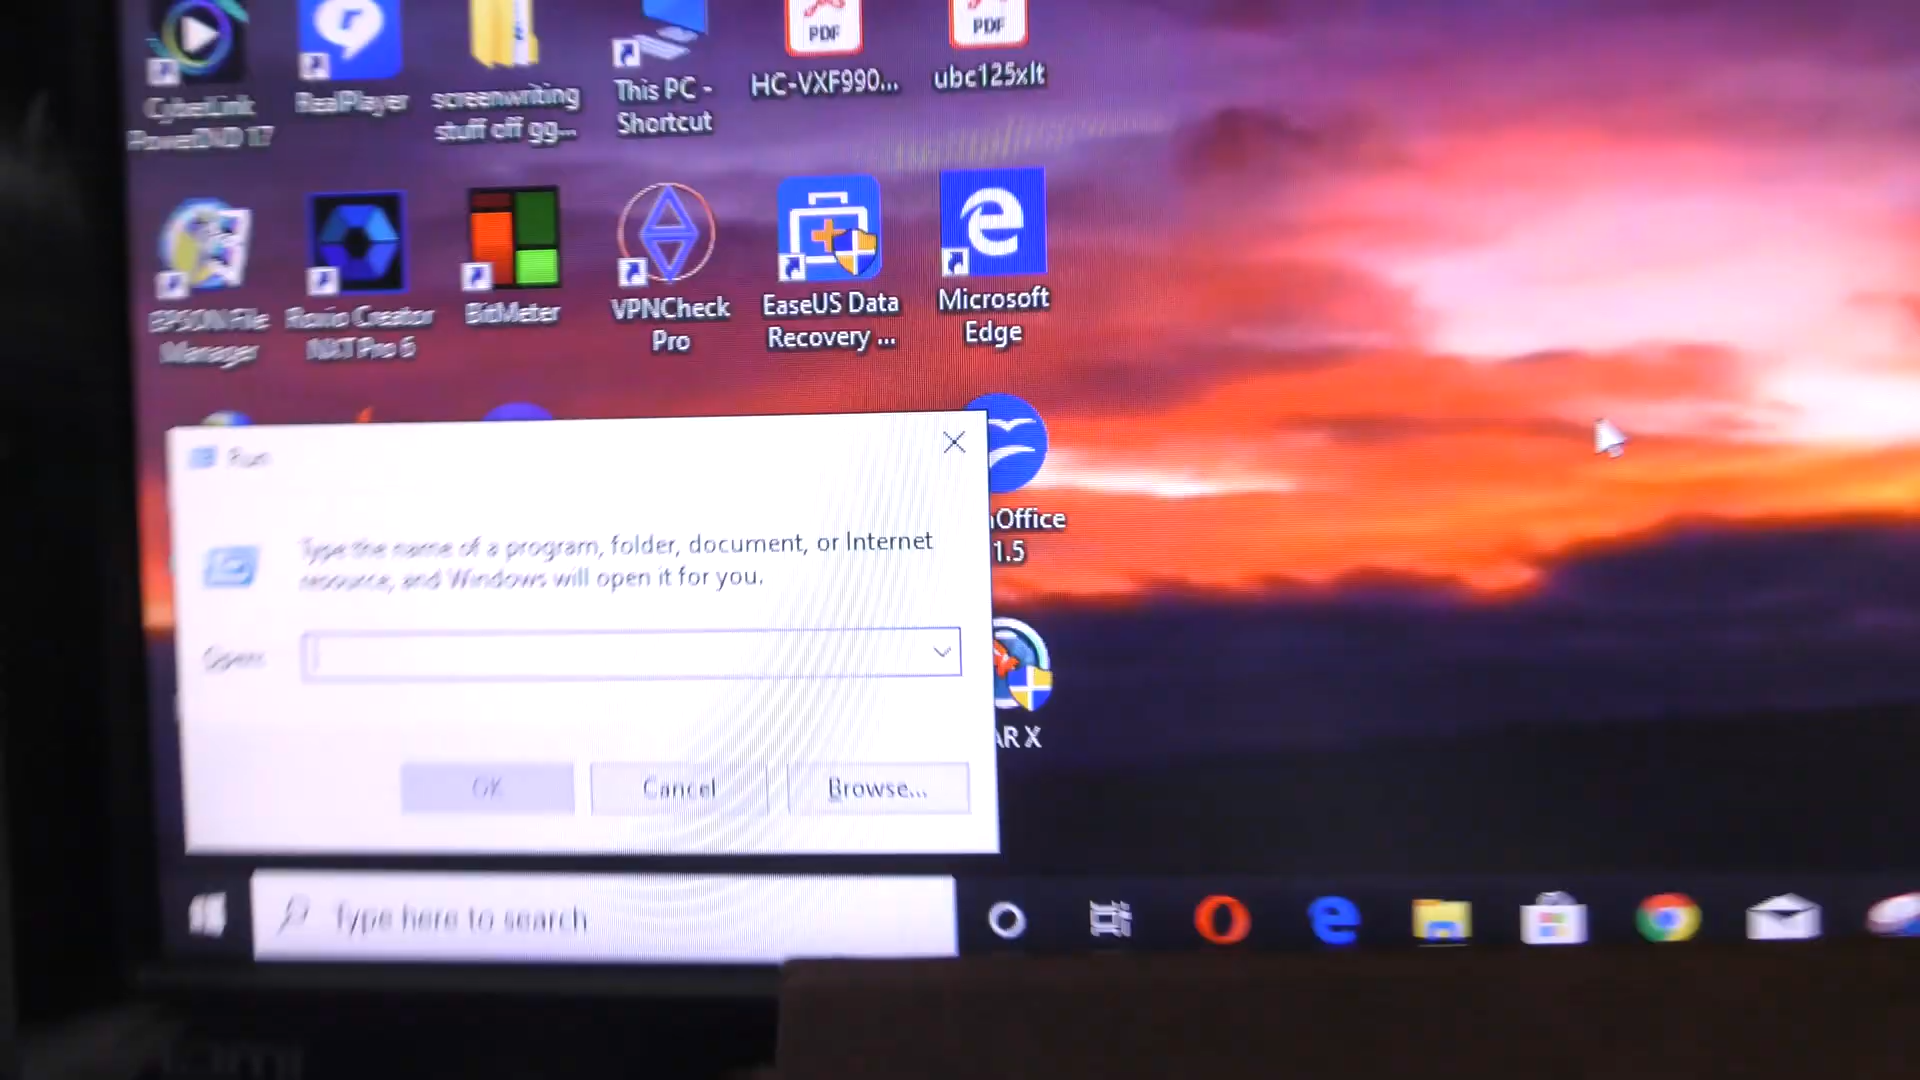 PDF
PDF
CyberLink
PowerDVD 17
RealPlayer
screenwriting
stuff off gg...
This PC -
Shortcut
HC-VXF990...
ubc125xlt
EPSON File
Manager
Roxio Creator
NXT Pro 6
BitMeter
VPNCheck
Pro
EaseUS Data
Recovery ...
Microsoft
Edge
Run
Type the name of a program, folder, document, or Internet
resource, and Windows will open it for you.
Open:
OK
Cancel
Browse...
nOffice
1.5
AR X
Type here to search